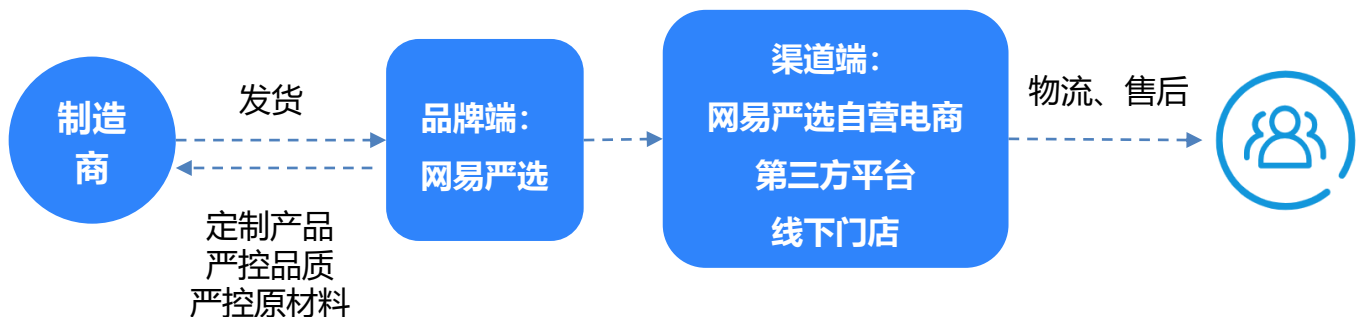 制造
商
发货
定制产品
严控品质
严控原材料
品牌端：
网易严选
渠道端：
网易严选自营电商
第三方平台
线下门店
物流、售后